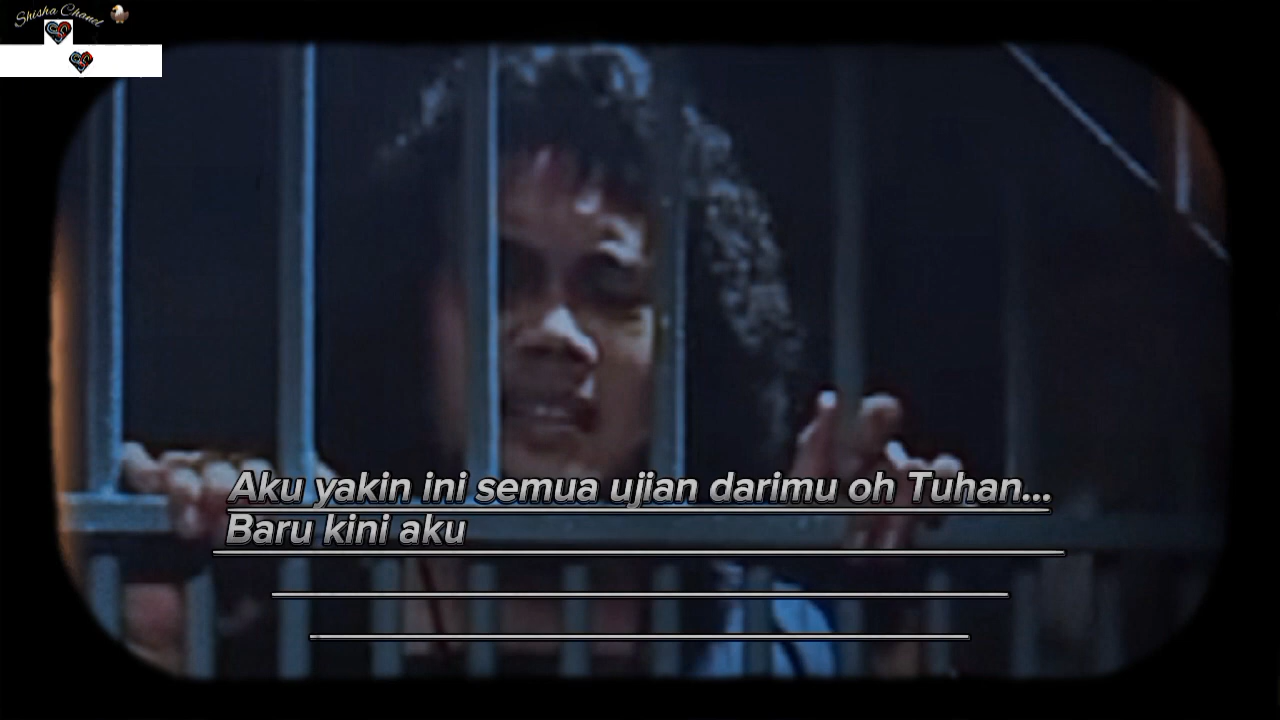 Shisha Chanel
Aku yakin ini semua ujian darimu oh Tuhan...
Baru kini aku